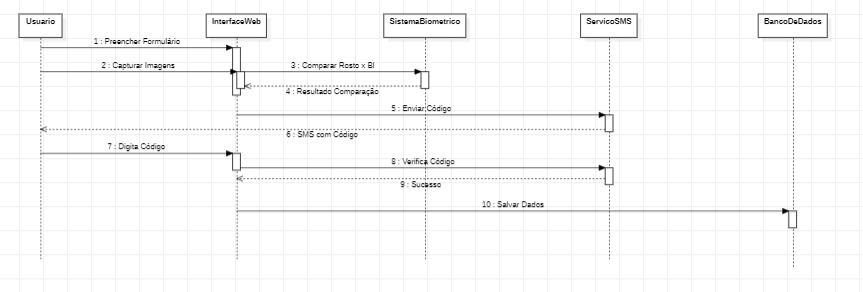 Usuario
InterfaceWeb
SistemaBiometrico
ServicoSMS
BancoDeDados
1 : Preencher Formulário
2 : Capturar Imagens
3 : Comparar Rosto x BI
4 : Resultado Comparação
5 : Enviar Código
6 : SMS com Código
7 : Digita Código
8 : Verifica Código
9 : Sucesso
10 : Salvar Dados